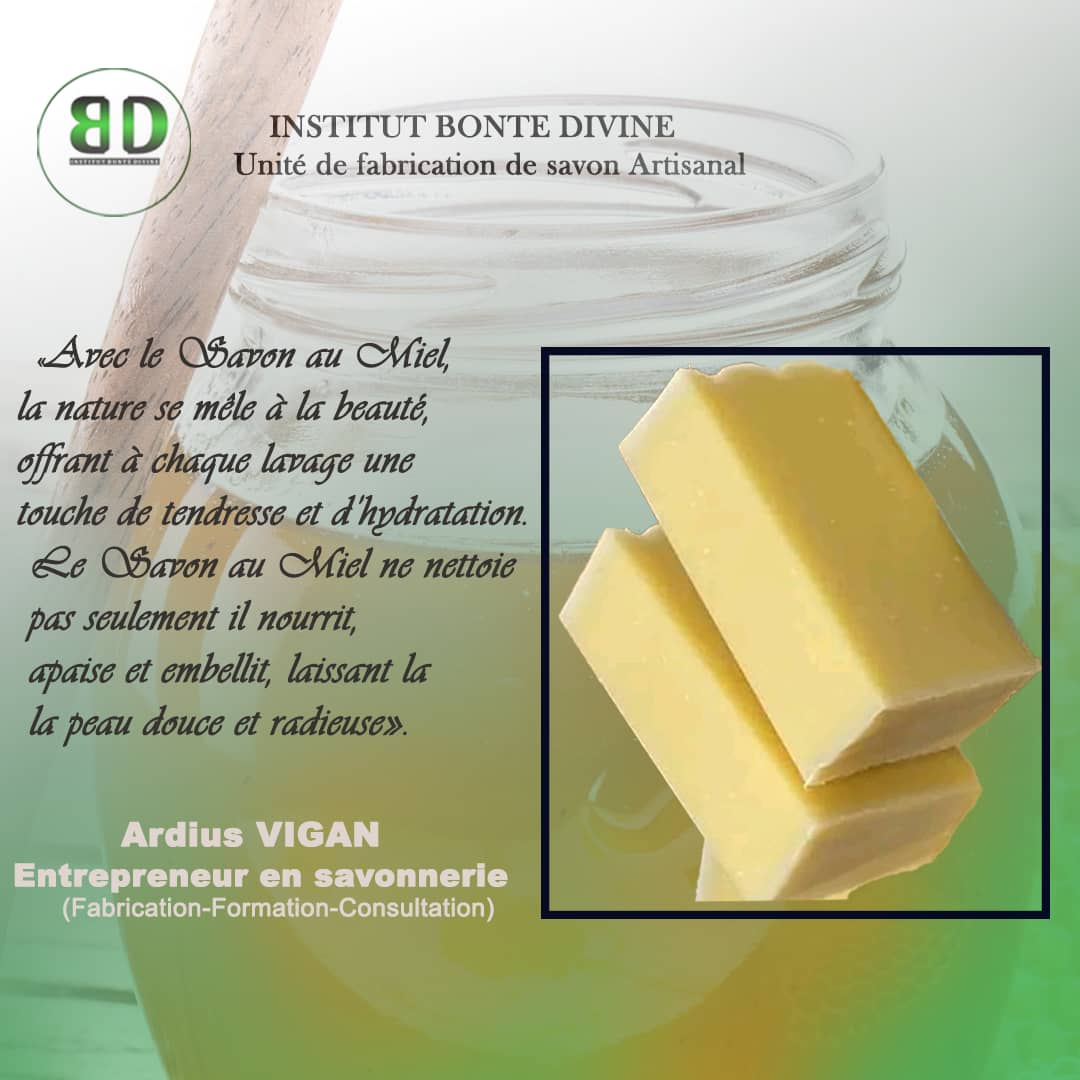 BD
INSTITUT BONTE DIVINE
INSTITUT BONTE DIVINE
Unité de fabrication de savon Artisanal
«Avec le Savon au Miel,
la nature se mêle à la beauté,
offrant à chaque lavage une
touche de tendresse et d'hydratation.
Le Savon au Miel ne nettoie
pas seulement il nourrit,
apaise et embellit, laissant la
la peau douce et radieuse».
Ardius VIGAN
Entrepreneur en savonnerie
(Fabrication-Formation-Consultation)